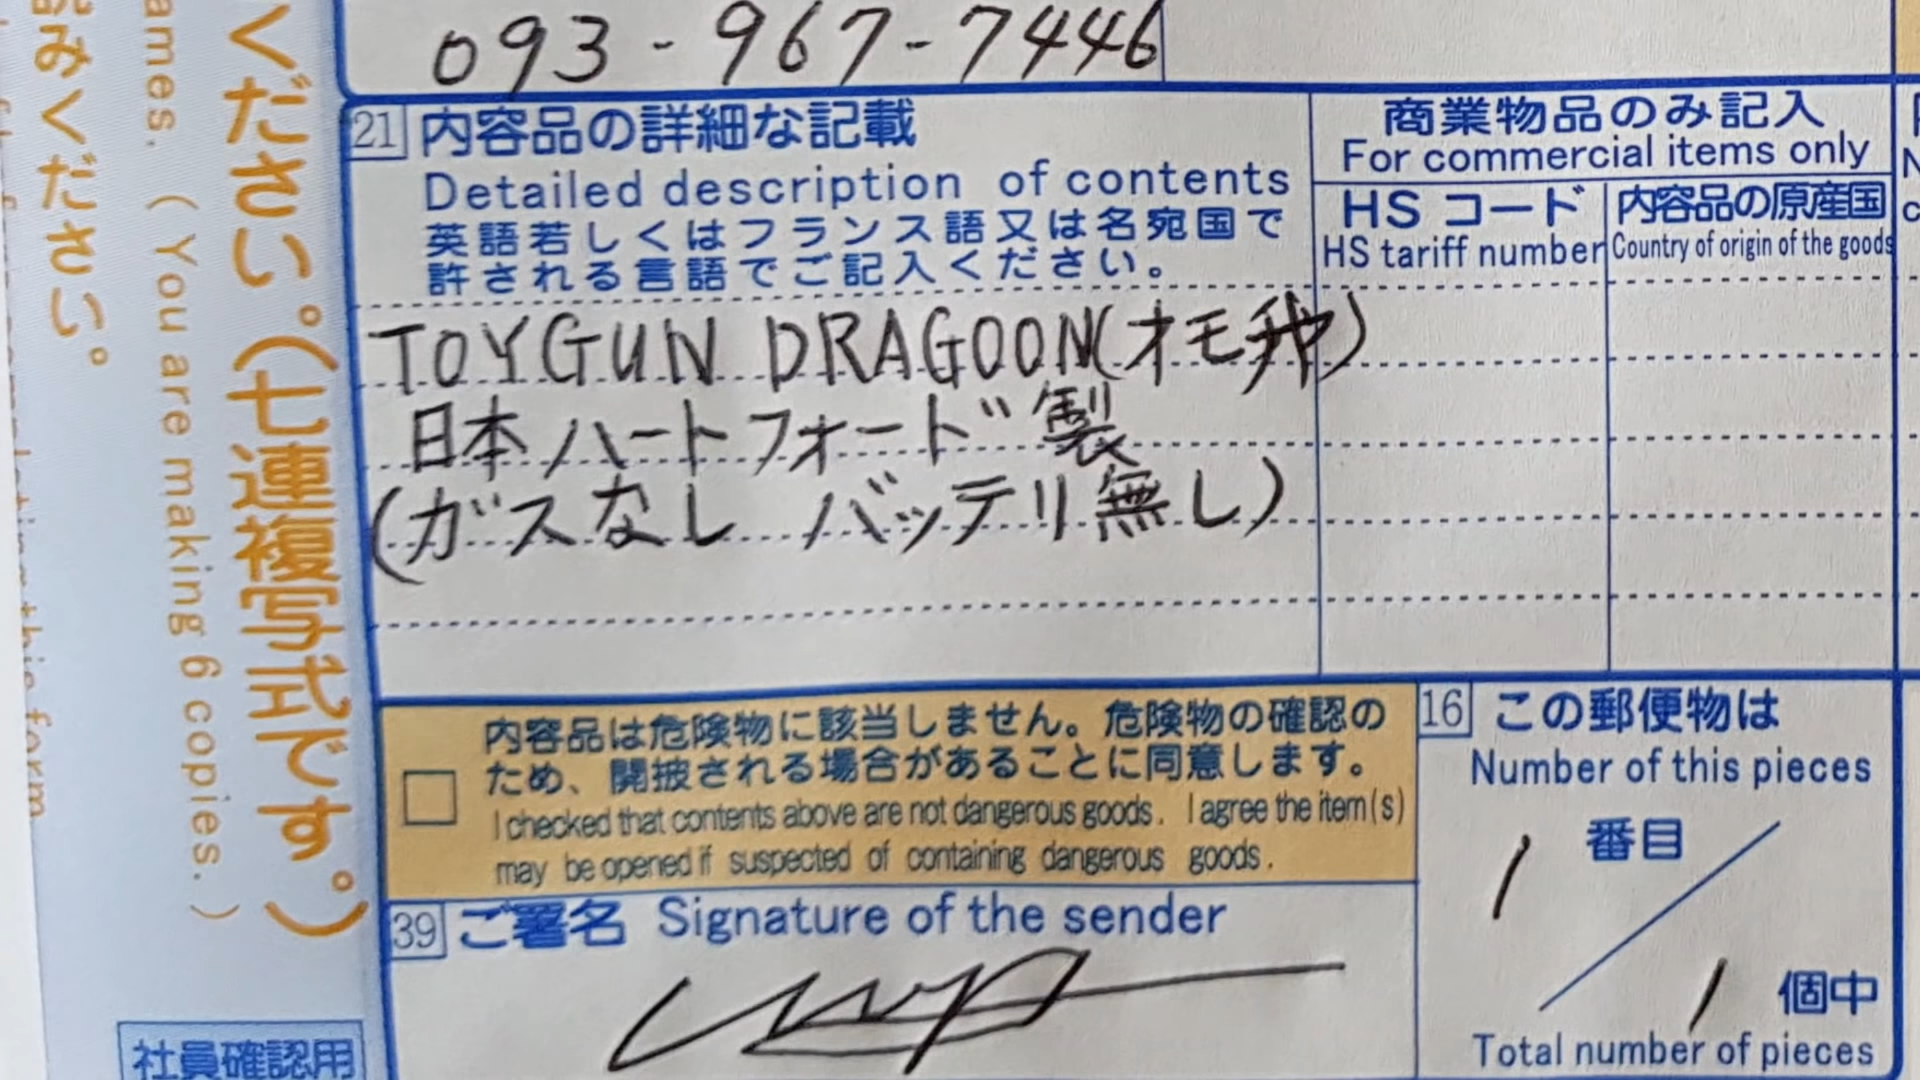 093-967-7446
21 内容品の詳細な記載
Detailed description of contents
英語若しくはフランス語又は名宛国で
許される言語でご記入ください。
商業物品のみ記入
For commercial items only
HS コード
HS tariff number
内容品の原産国
Country of origin of the goods
TOYGUN DRAGOON(オモチャ)
日本ハートフォード製
(ガスなし バッテリ無し)
内容品は危険物に該当しません。危険物の確認の
ため、開披される場合があることに同意します。
I checked that contents above are not dangerous goods. I agree the item(s)
may be opened if suspected of containing dangerous goods.
16 この郵便物は
Number of this pieces
1 番目
1 個中
Total number of pieces
39 ご署名 Signature of the sender
社員確認用
ください。(七連複写式です。)
ames. (You are making 6 copies.)
読みください。